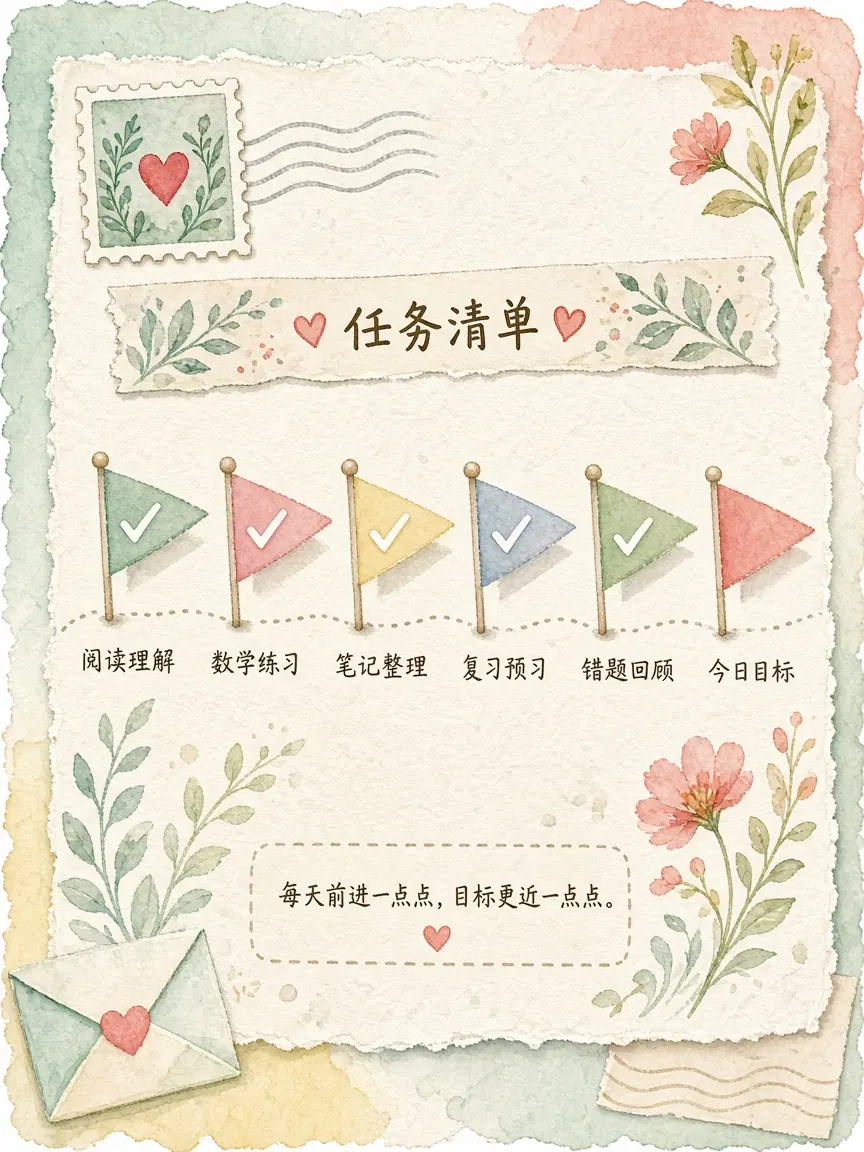 任务清单
阅读理解
数学练习
笔记整理
复习预习
错题回顾
今日目标
每天前进一点点，目标更近一点点。